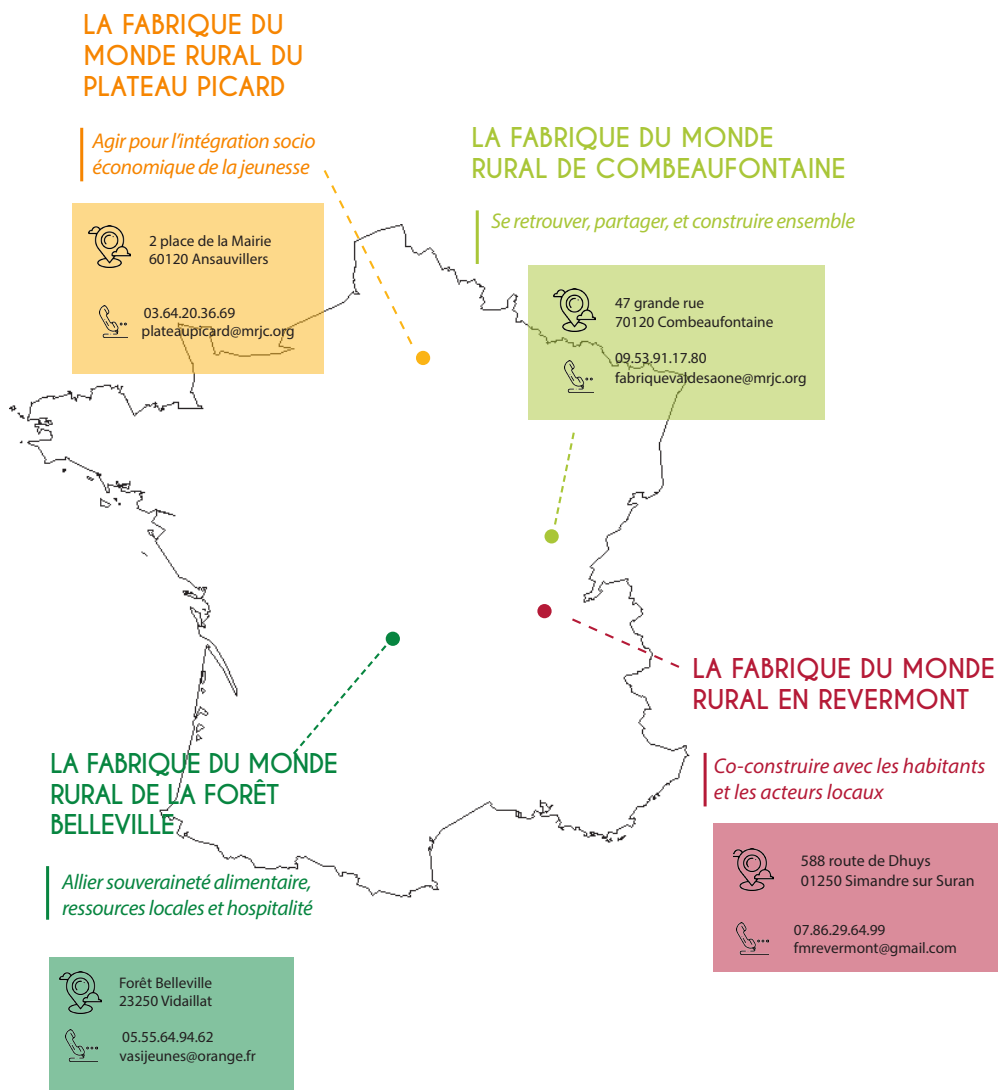 LA FABRIQUE DU
MONDE RURAL DU
PLATEAU PICARD
Agir pour l'intégration socio
économique de la jeunesse
2 place de la Mairie
60120 Ansauvillers
03.64.20.36.69
plateaupicard@mrjc.org
LA FABRIQUE DU MONDE
RURAL DE COMBEAUFONTAINE
Se retrouver, partager, et construire ensemble
47 grande rue
70120 Combeaufontaine
09.53.91.17.80
fabriquevaldesaone@mrjc.org
LA FABRIQUE DU MONDE
RURAL EN REVERMONT
Co-construire avec les habitants
et les acteurs locaux
588 route de Dhuys
01250 Simandre sur Suran
07.86.29.64.99
fmrevermont@gmail.com
LA FABRIQUE DU MONDE
RURAL DE LA FORÊT
BELLEVILLE
Allier souveraineté alimentaire,
ressources locales et hospitalité
Forêt Belleville
23250 Vidaillat
05.55.64.94.62
vasijeunes@orange.fr